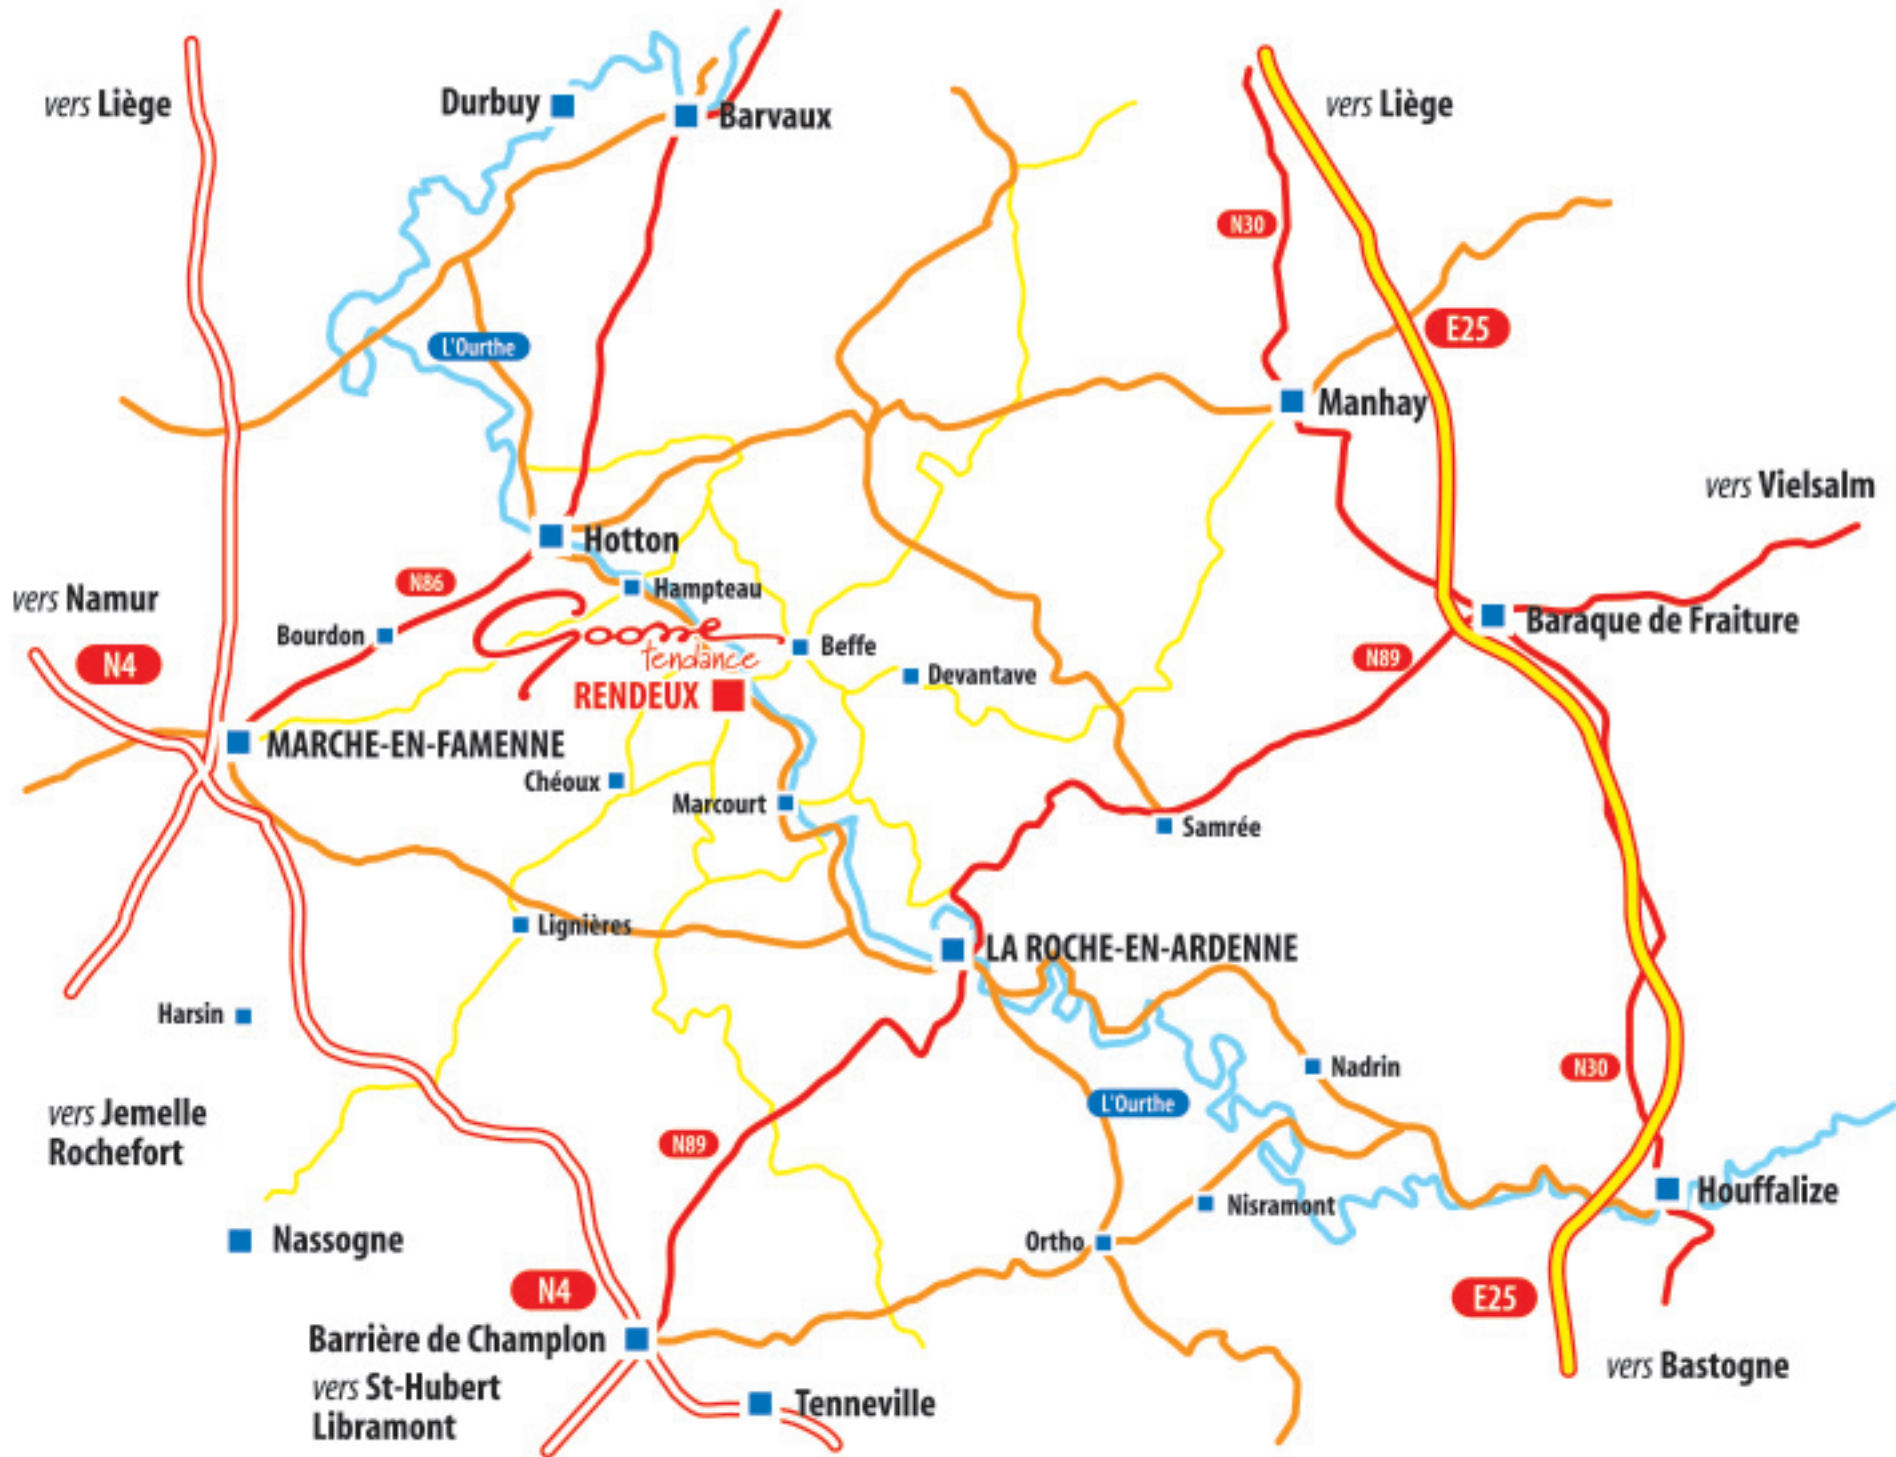 vers Liège
Durbuy
Barvaux
vers Liège
N30
E25
L'Ourthe
Manhay
vers Vielsalm
Hotton
N86
Hampteau
vers Namur
N4
Bourdon
Beffe
tendance
Devantave
Baraque de Fraiture
N89
RENDEUX
MARCHE-EN-FAMENNE
Chéoux
Marcourt
Samrée
Lignières
LA ROCHE-EN-ARDENNE
Harsin
Nadrin
N30
L'Ourthe
vers Jemelle
Rochefort
N89
Houffalize
Nisramont
Nassogne
Ortho
N4
E25
Barrière de Champlon
vers Bastogne
vers St-Hubert
Libramont
Tenneville